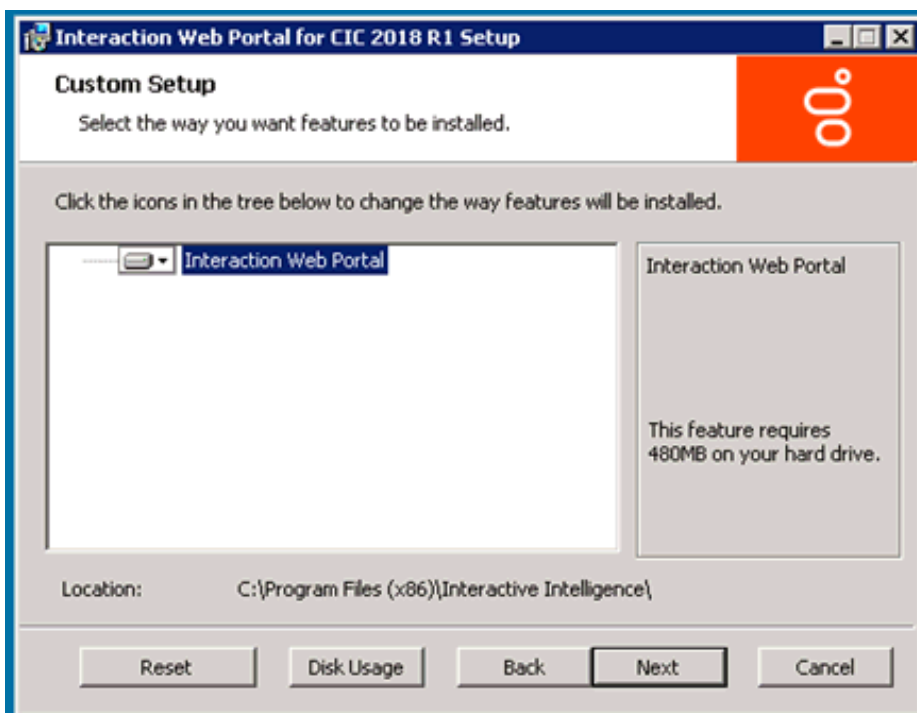 Interaction Web Portal for CIC 2018 R1 Setup
Custom Setup
Select the way you want features to be installed.
Click the icons in the tree below to change the way features will be installed.
Interaction Web Portal
Interaction Web Portal
This feature requires
480MB on your hard drive.
Location: C:\Program Files (x86)\Interactive Intelligence\
Reset Disk Usage Back Next Cancel